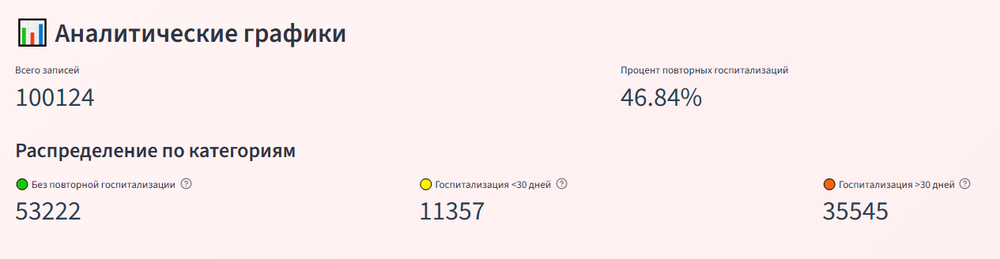 Аналитические графики
Всего записей
100124
Процент повторных госпитализаций
46.84%
Распределение по категориям
Без повторной госпитализации
53222
Госпитализация <30 дней
11357
Госпитализация >30 дней
35545